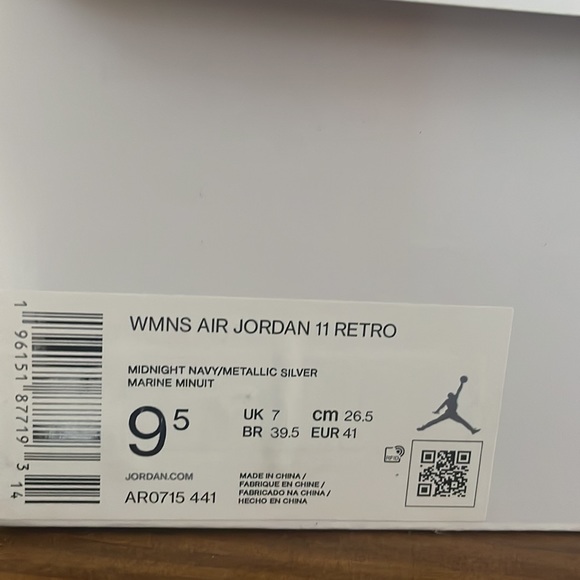 WMNS AIR JORDAN 11 RETRO
MIDNIGHT NAVY/METALLIC SILVER
MARINE MINUIT
9 5
UK 7 cm 26.5
BR 39.5 EUR 41
JORDAN.COM
AR0715 441
MADE IN CHINA /
FABRIQUE EN CHINE /
FABRICADO NA CHINA /
HECHO EN CHINA
RFID
1 96151 87719 3 14